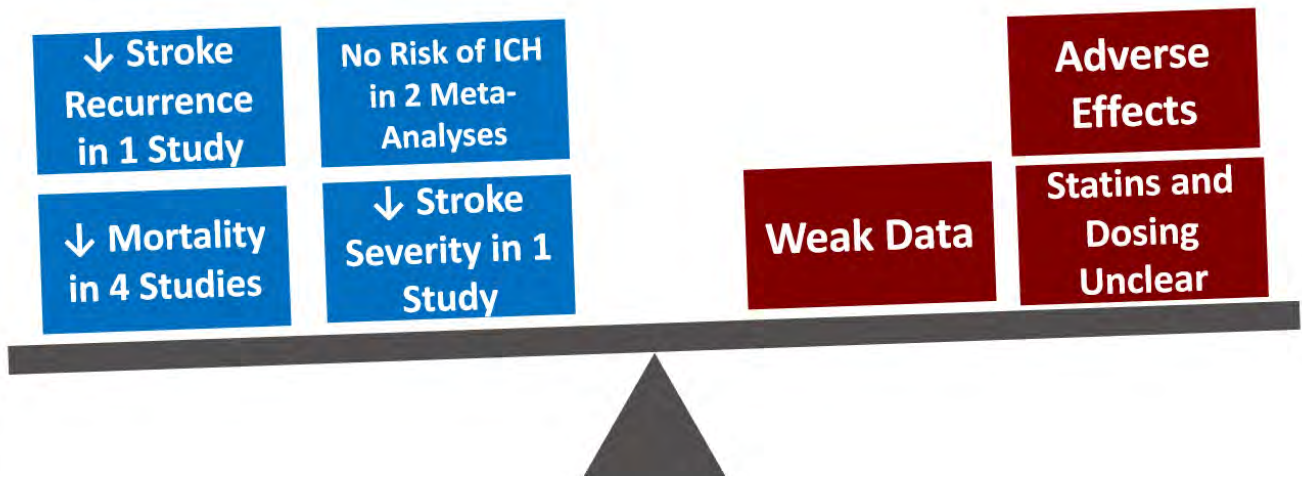 ↓ Stroke
Recurrence
in 1 Study
No Risk of ICH
in 2 Meta-
Analyses
↓ Mortality
in 4 Studies
↓ Stroke
Severity in 1
Study
Adverse
Effects
Weak Data
Statins and
Dosing
Unclear